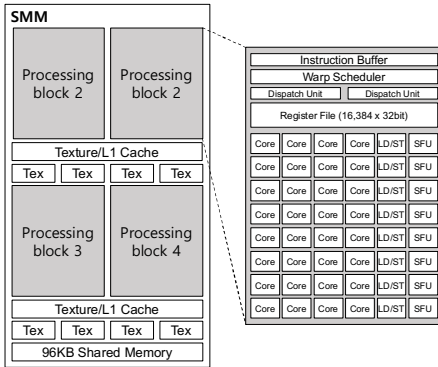 SMM
Processing Processing
block 2 block 2
Texture/L1 Cache
Tex Tex Tex Tex
Processing Processing
block 3 block 4
Texture/L1 Cache
Tex Tex Tex Tex
96KB Shared Memory
Instruction Buffer
Warp Scheduler
Dispatch Unit Dispatch Unit
Register File (16,384 x 32bit)
Core Core Core Core LD/ST SFU
Core Core Core Core LD/ST SFU
Core Core Core Core LD/ST SFU
Core Core Core Core LD/ST SFU
Core Core Core Core LD/ST SFU
Core Core Core Core LD/ST SFU
Core Core Core Core LD/ST SFU
Core Core Core Core LD/ST SFU